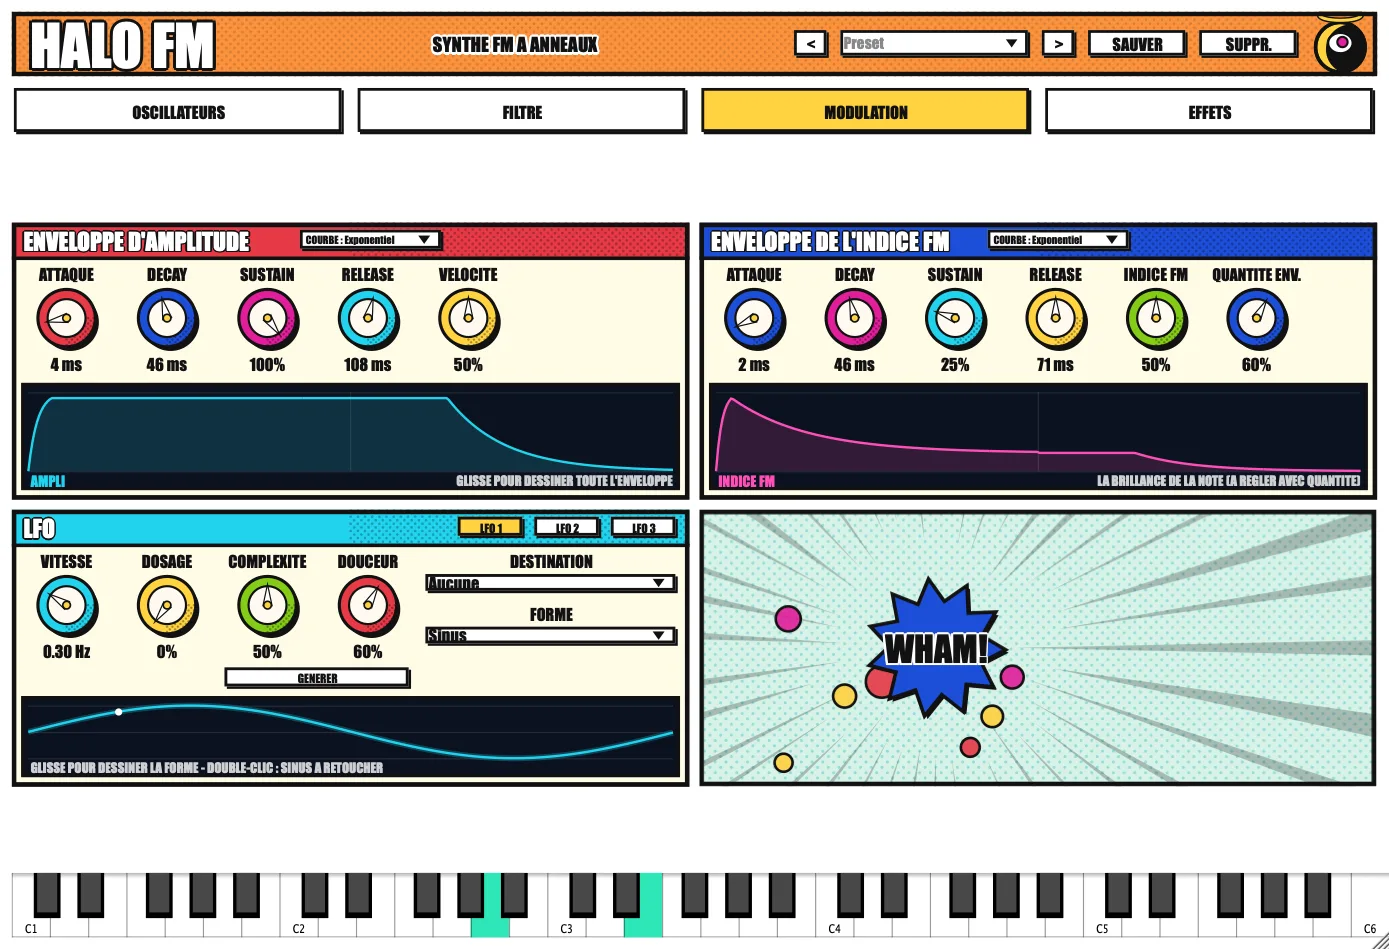 HALO FM
SYNTHE FM A ANNEAUX
<
Preset
>
SAUVER
SUPPR.
OSCILLATEURS
FILTRE
MODULATION
EFFETS
ENVELOPPE D'AMPLITUDE
COURBE : Exponentiel
ATTAQUE DECAY SUSTAIN RELEASE VELOCITE
4 ms 46 ms 100% 108 ms 50%
AMPLI
GLISSE POUR DESSINER TOUTE L'ENVELOPPE
ENVELOPPE DE L'INDICE FM
COURBE : Exponentiel
ATTAQUE DECAY SUSTAIN RELEASE INDICE FM QUANTITE ENV.
2 ms 46 ms 25% 71 ms 50% 60%
INDICE FM
LA BRILLANCE DE LA NOTE (A REGLER AVEC QUANTITE)
LFO
LFO 1
LFO 2
LFO 3
VITESSE DOSAGE COMPLEXITE DOUCEUR
0.30 Hz 0% 50% 60%
DESTINATION
Aucune
FORME
Sinus
GENERER
GLISSE POUR DESSINER LA FORME - DOUBLE-CLIC : SINUS A RETOUCHER
WHAM!
C1 C2 C3 C4 C5 C6